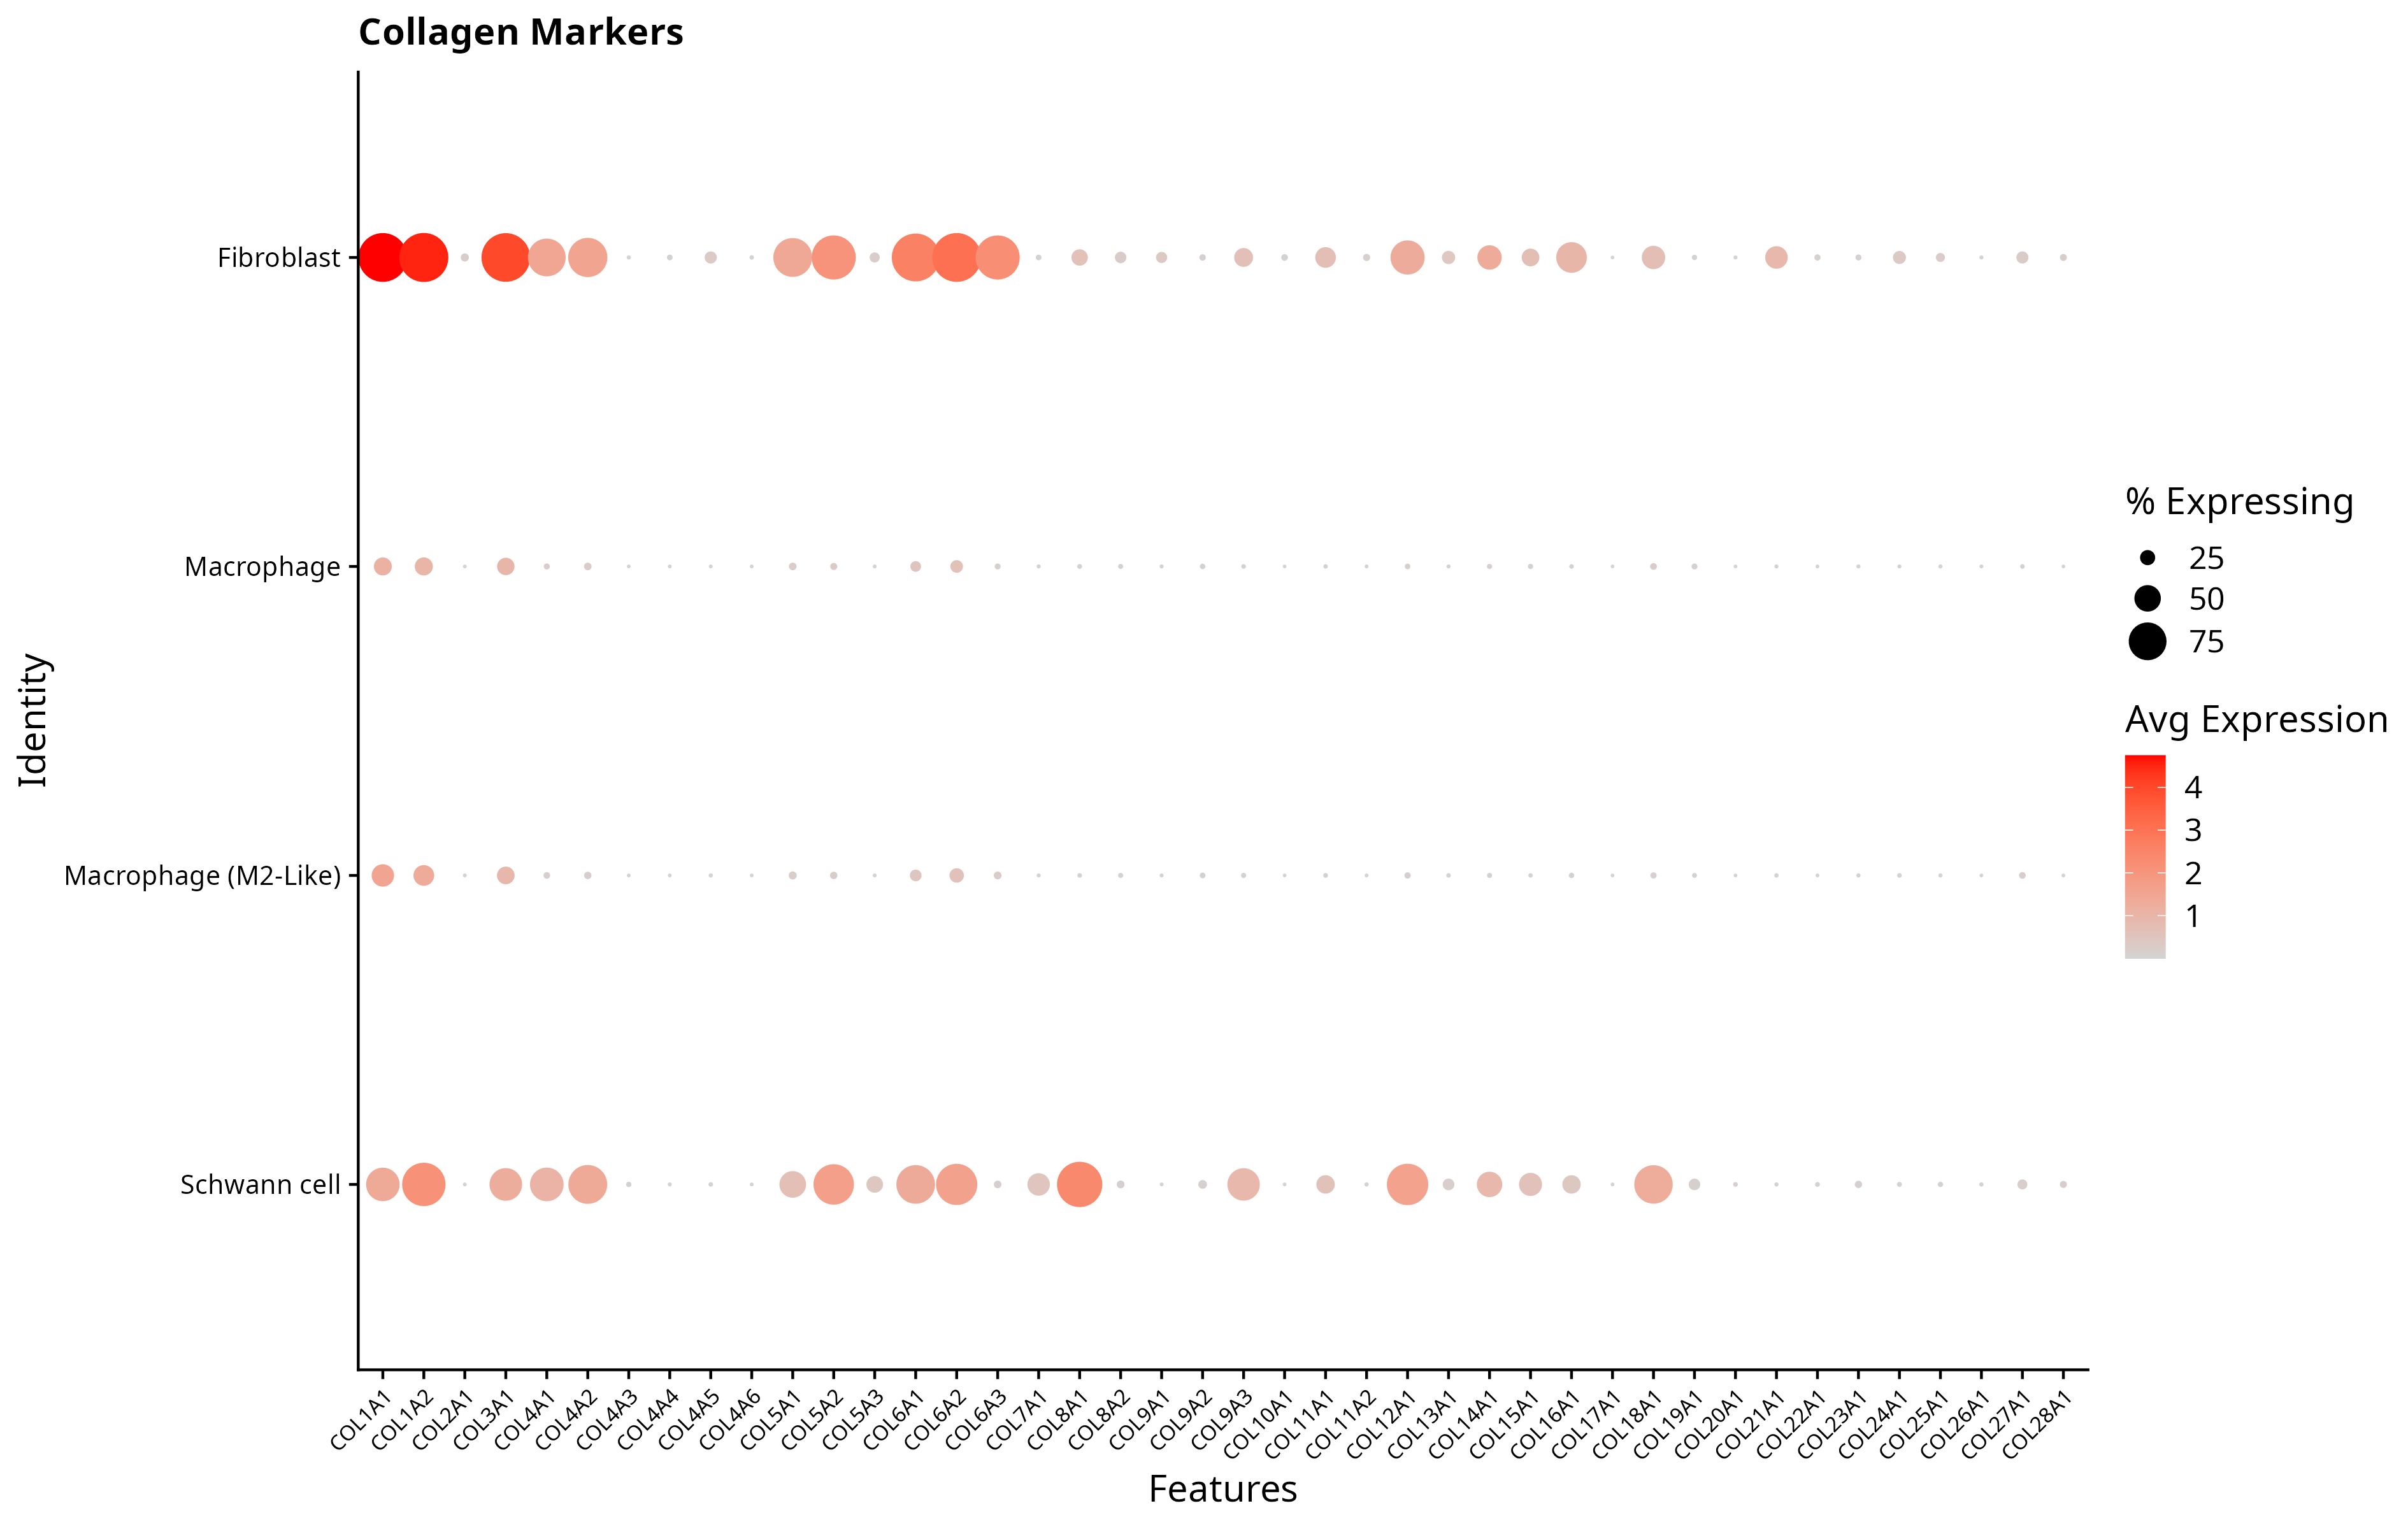 Collagen Markers
Identity
Fibroblast
Macrophage
Macrophage (M2-Like)
Schwann cell
COL1A1
COL1A2
COL2A1
COL3A1
COL4A1
COL4A2
COL4A3
COL4A4
COL4A5
COL4A6
COL5A1
COL5A2
COL5A3
COL6A1
COL6A2
COL6A3
COL7A1
COL8A1
COL8A2
COL9A1
COL9A2
COL9A3
COL10A1
COL11A1
COL11A2
COL12A1
COL13A1
COL14A1
COL15A1
COL16A1
COL17A1
COL18A1
COL19A1
COL20A1
COL21A1
COL22A1
COL23A1
COL24A1
COL25A1
COL26A1
COL27A1
COL28A1
Features
% Expressing
25
50
75
Avg Expression
4
3
2
1